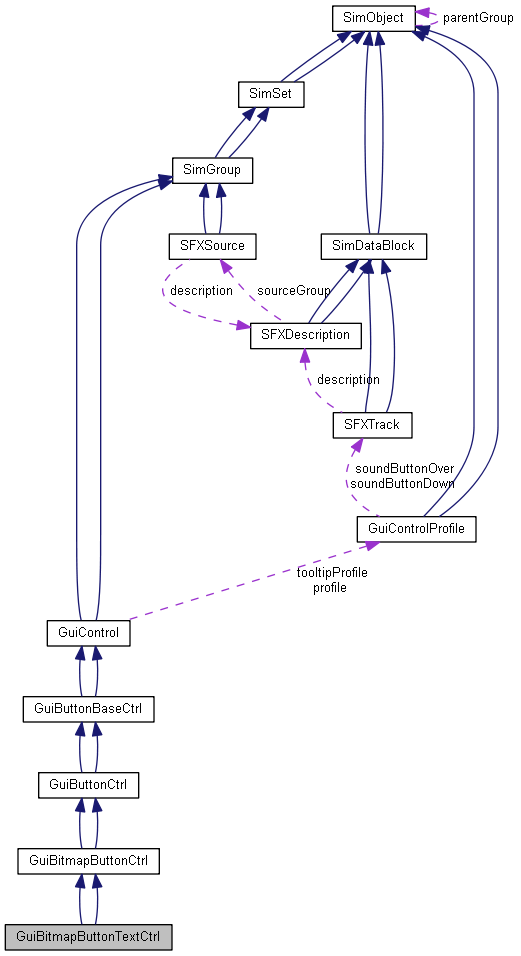 SimObject
parentGroup
SimSet
SimGroup
SFXSource
SimDataBlock
description
sourceGroup
SFXDescription
description
SFXTrack
soundButtonOver
soundButtonDown
GuiControlProfile
tooltipProfile
profile
GuiControl
GuiButtonBaseCtrl
GuiButtonCtrl
GuiBitmapButtonCtrl
GuiBitmapButtonTextCtrl